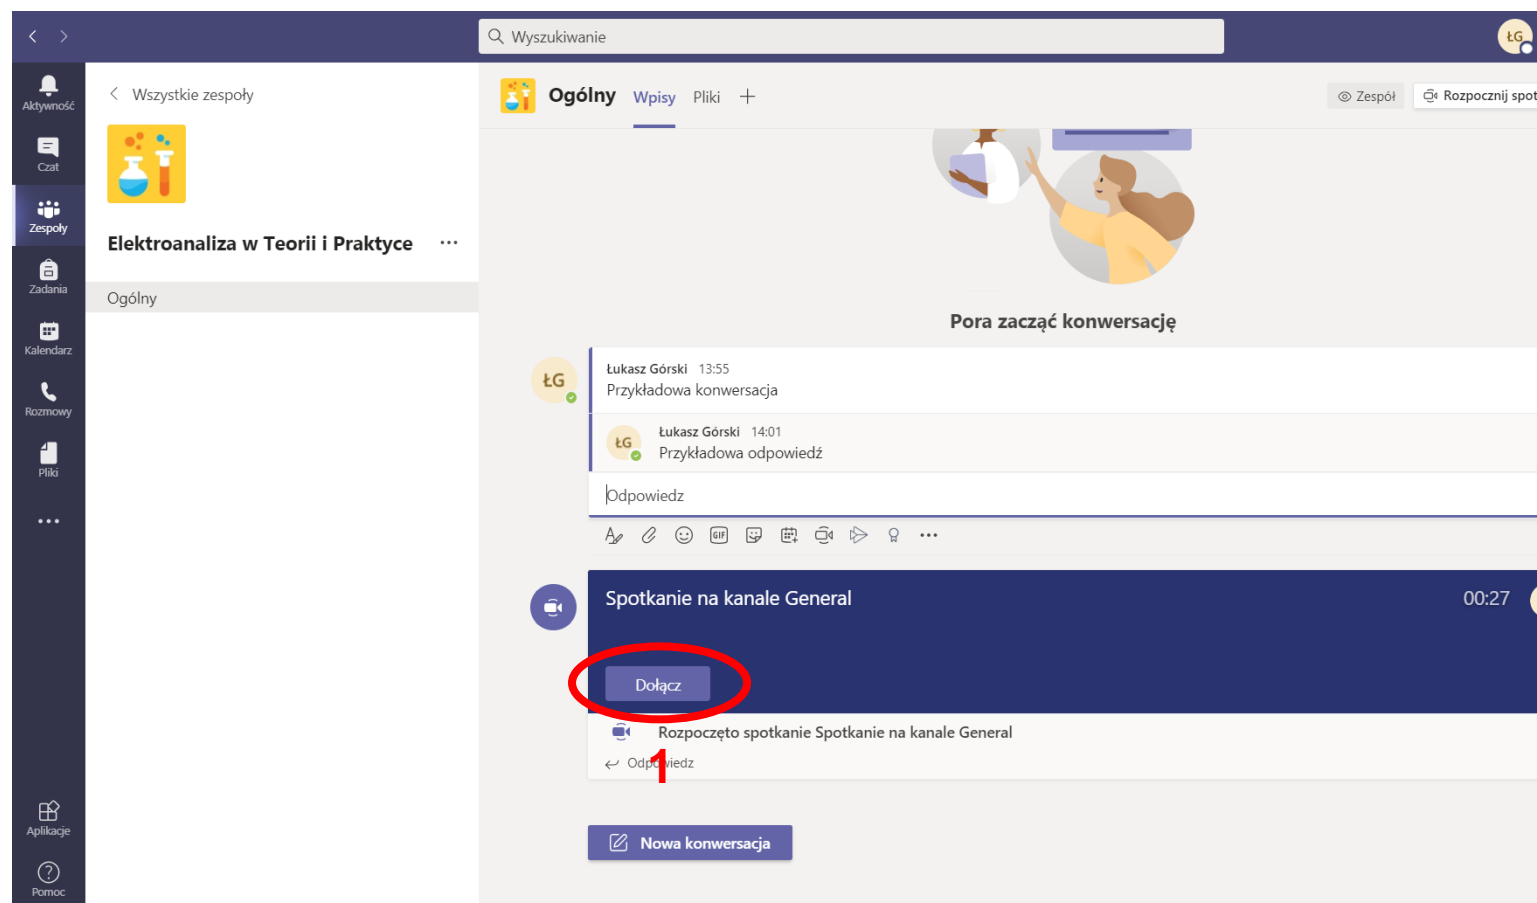 Wyszukiwanie
ŁG
Aktywność
Czat
Zespoły
Zadania
Kalendarz
Rozmowy
Pliki
Aplikacje
Pomoc
Wszystkie zespoły
Elektroanaliza w Teorii i Praktyce
Ogólny
Ogólny Wpisy Pliki
Zespół Rozpocznij spot
Pora zacząć konwersację
ŁG
Łukasz Górski 13:55
Przykładowa konwersacja
ŁG
Łukasz Górski 14:01
Przykładowa odpowiedź
Odpowiedz
GIF
Spotkanie na kanale General 00:27
Dołącz
Rozpoczęto spotkanie Spotkanie na kanale General
1
Odpowiedz
Nowa konwersacja